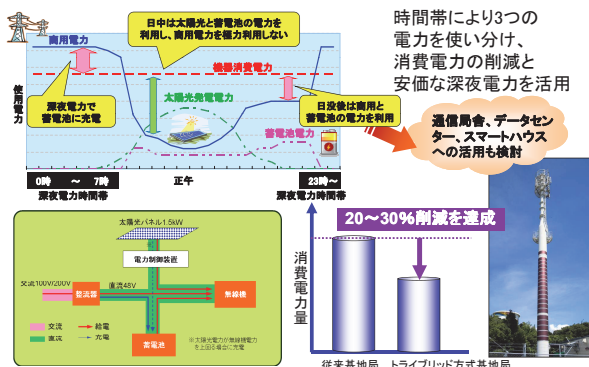 商用電力
日中は太陽光と蓄電池の電力を
利用し、商用電力を極力利用しない
機器消費電力
使用電力
深夜電力で
蓄電池に充電
太陽光発電電力
日没後は商用と
蓄電池の電力を利用
蓄電池電力
0時 ~ 7時
正午
23時~
深夜電力時間帯
深夜電力時間帯
時間帯により3つの
電力を使い分け、
消費電力の削減と
安価な深夜電力を活用
通信局舎、データセン
ター、スマートハウス
への活用も検討
太陽光パネル1.5kW
電力制御装置
交流100V/200V
整流器
直流48V
無線機
蓄電池
交流
直流
給電
充電
※太陽光電力が無線機電力
を上回る場合に充電
20~30%削減を達成
消費電力量
従来基地局
トライブリッド方式基地局